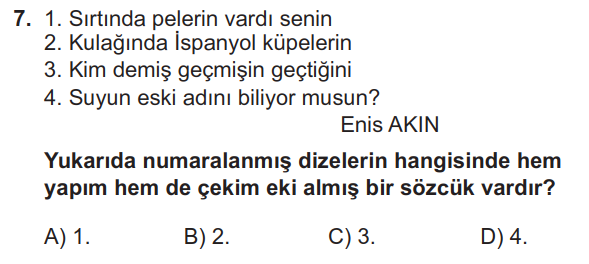 7. 1. Sırtında pelerin vardı senin
2. Kulağında İspanyol küpelerin
3. Kim demiş geçmişin geçtiğini
4. Suyun eski adını biliyor musun?
Enis AKIN
Yukarıda numaralanmış dizelerin hangisinde hem
yapım hem de çekim eki almış bir sözcük vardır?
A) 1. B) 2. C) 3. D) 4.